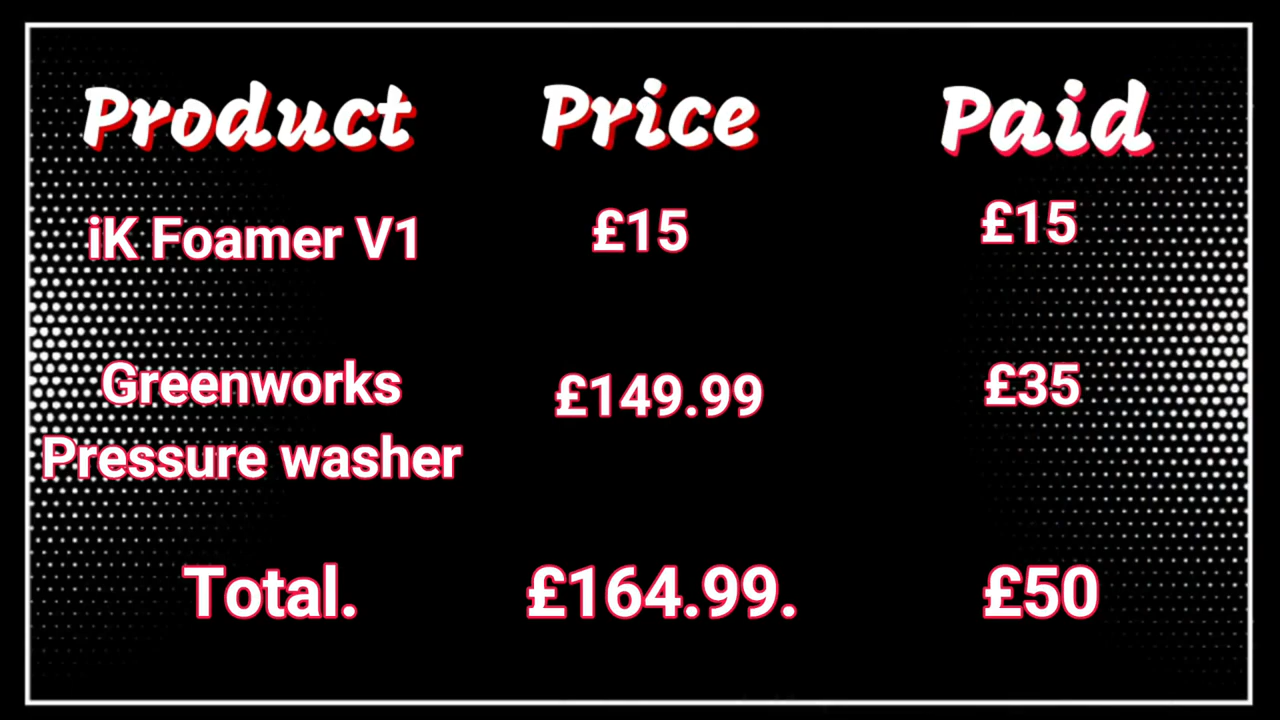 Product Price Paid
iK Foamer V1 £15 £15
Greenworks £149.99 £35
Pressure washer
Total. £164.99. £50